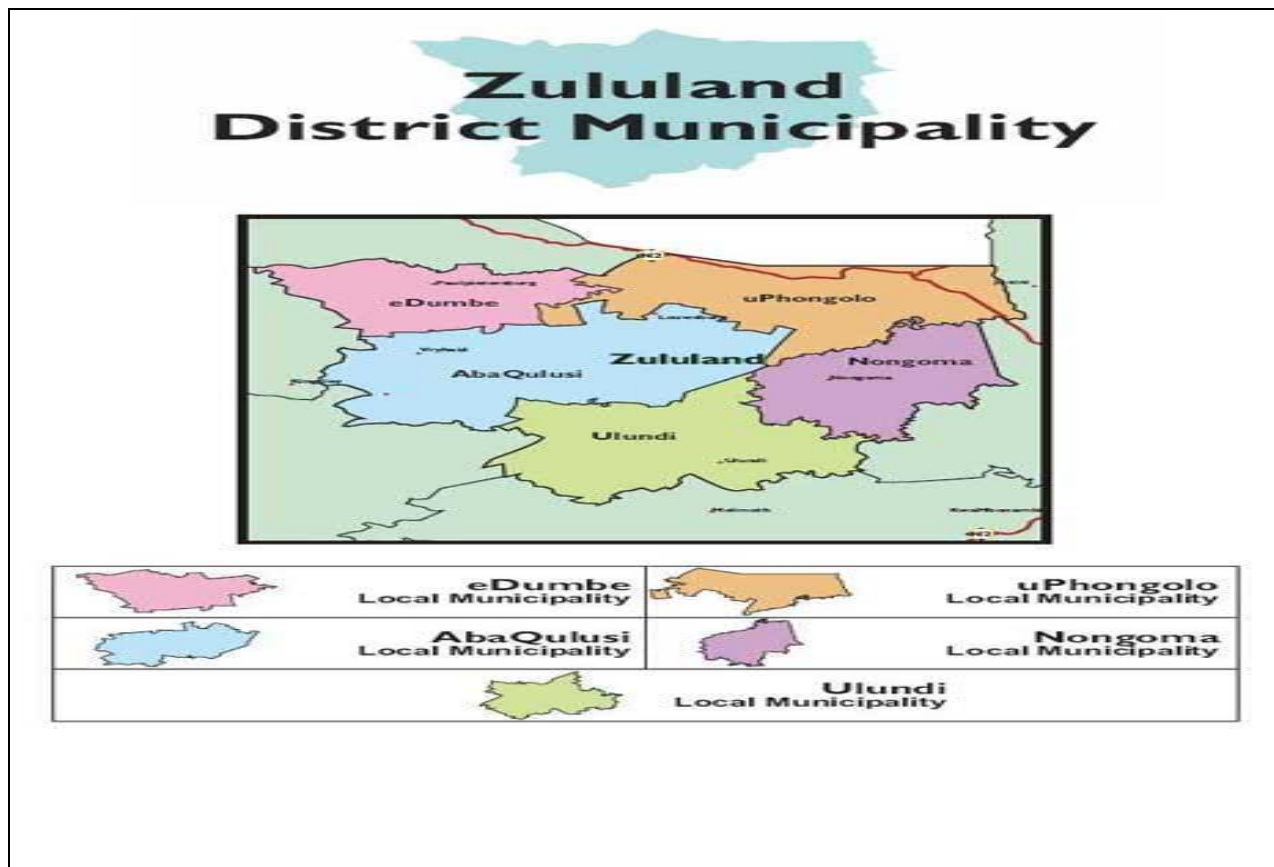 Zululand
District Municipality
eDumbe
uPhongolo
Zululand
Nongoma
AbaQulusi
Ulundi
Ulundi
eDumbe
Local Municipality
uPhongolo
Local Municipality
AbaQulusi
Local Municipality
Nongoma
Local Municipality
Ulundi
Local Municipality